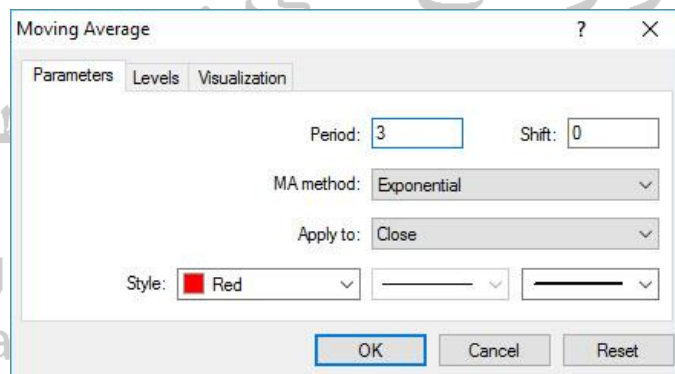 Moving Average ? ×
Parameters Levels Visualization
Period: 3 Shift: 0
MA method: Exponential
Apply to: Close
Style: Red
OK Cancel Reset